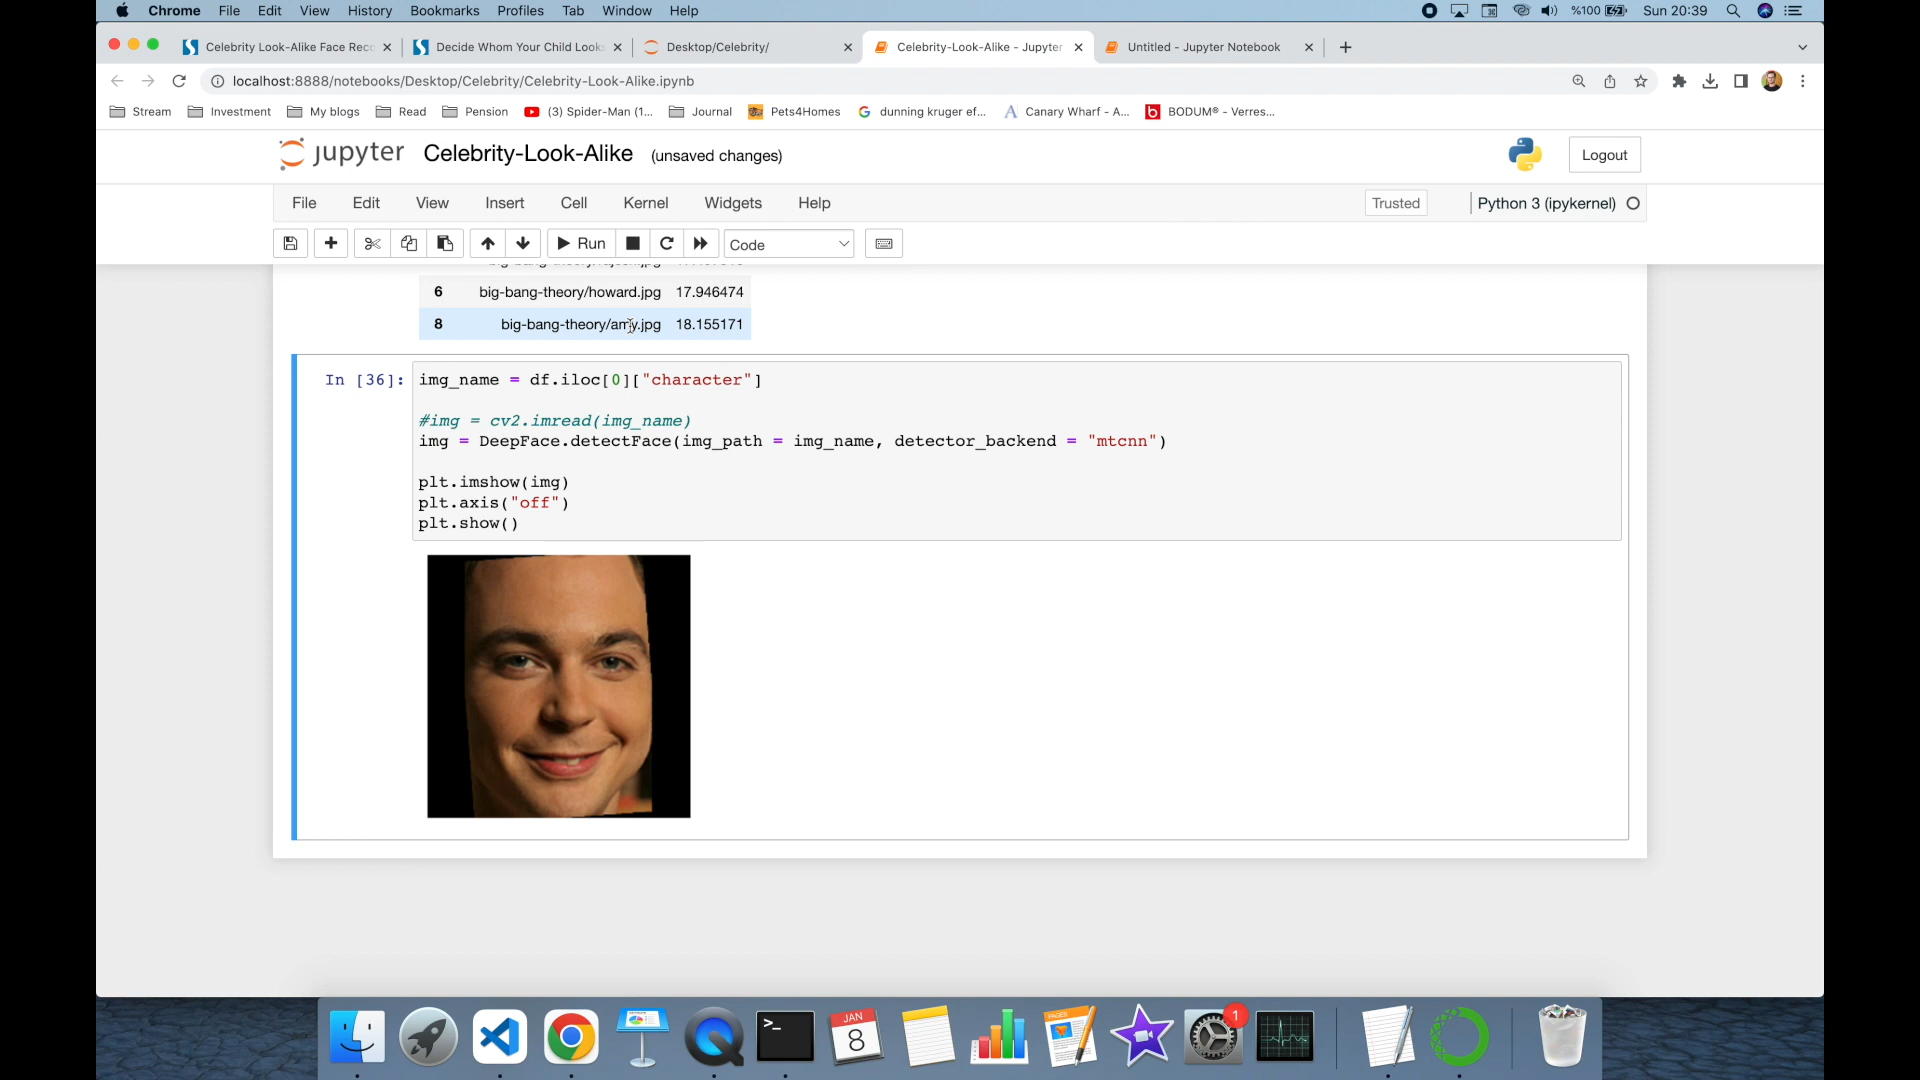 Chrome File Edit View History Bookmarks Profiles Tab Window Help %100 Sun 20:39
Celebrity Look-Alike Face Reco Decide Whom Your Child Looks Desktop/Celebrity/ Celebrity-Look-Alike - Jupyter Untitled - Jupyter Notebook
localhost:8888/notebooks/Desktop/Celebrity/Celebrity-Look-Alike.ipynb
Stream Investment My blogs Read Pension (3) Spider-Man (1... Journal Pets4Homes dunning kruger ef... Canary Wharf - A... BODUM® - Verres...
jupyter Celebrity-Look-Alike (unsaved changes) Logout
File Edit View Insert Cell Kernel Widgets Help Trusted Python 3 (ipykernel)
Run Code
6 big-bang-theory/howard.jpg 17.946474
8 big-bang-theory/amy.jpg 18.155171
In [36]: img_name = df.iloc[0]["character"]
#img = cv2.imread(img_name)
img = DeepFace.detectFace(img_path = img_name, detector_backend = "mtcnn")
plt.imshow(img)
plt.axis("off")
plt.show()
JAN
8
PAGES
1